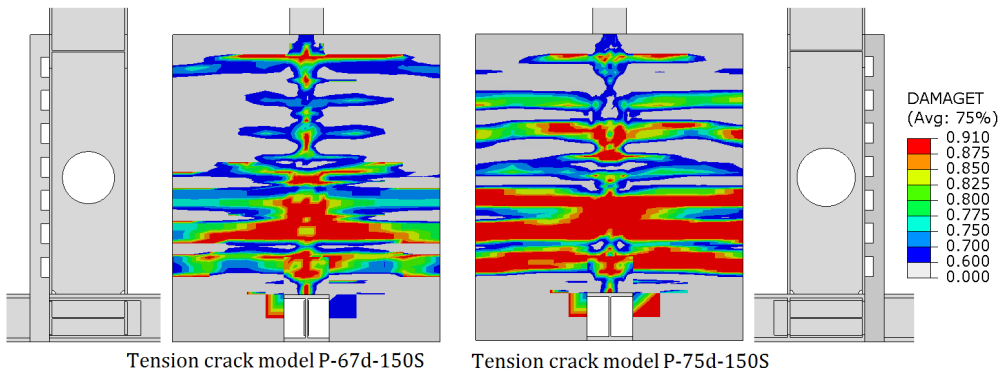 DAMAGET
(Avg: 75%)
0.910
0.875
0.850
0.825
0.800
0.775
0.750
0.700
0.600
0.000
Tension crack model P-67d-150S
Tension crack model P-75d-150S